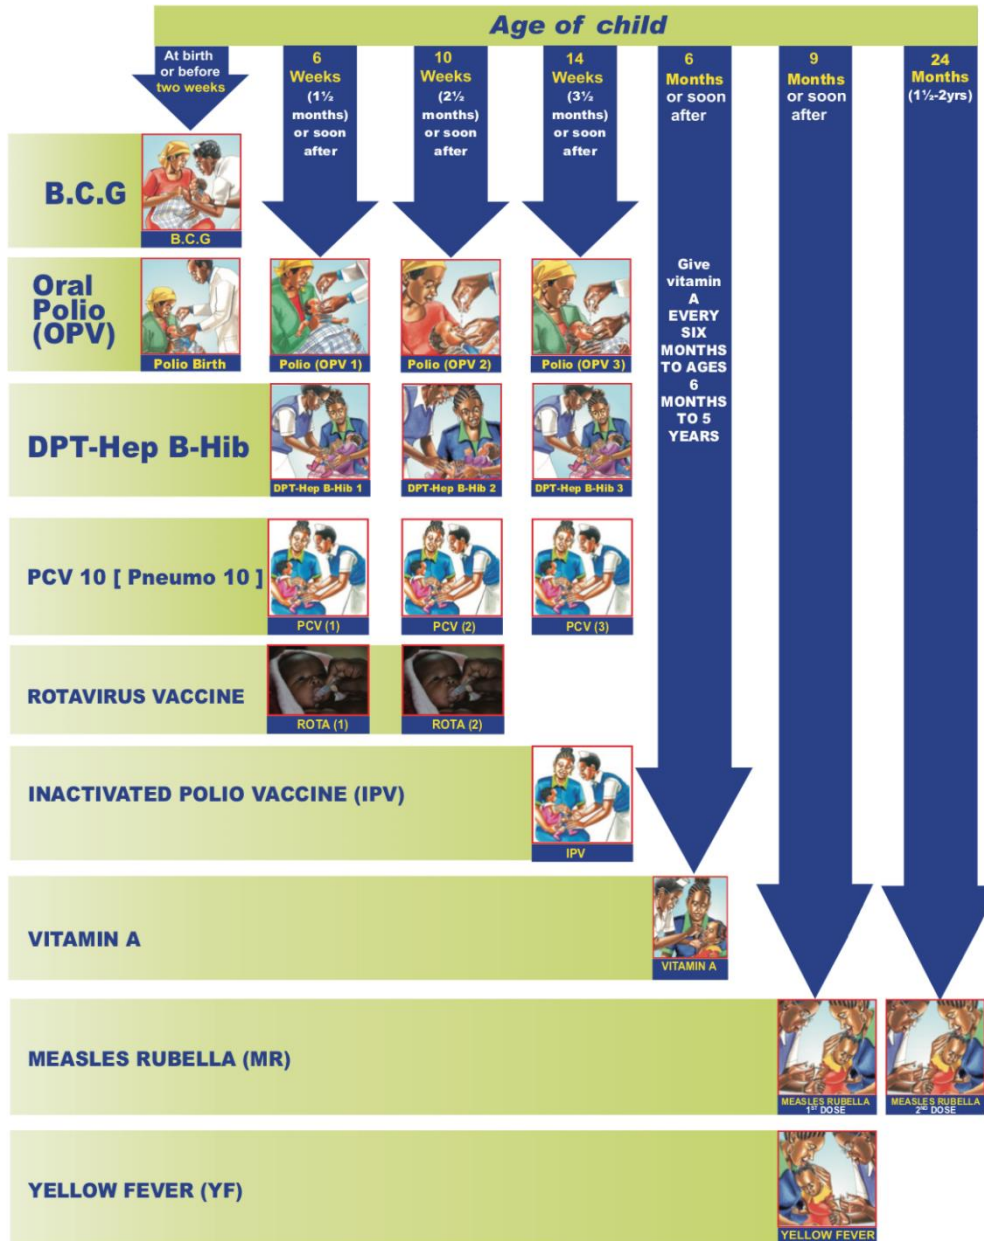 Age of child
At birth
or before
two weeks
6
Weeks
(1½
months)
or soon
after
10
Weeks
(2½
months)
or soon
after
14
Weeks
(3½
months)
or soon
after
6
Months
or soon
after
9
Months
or soon
after
24
Months
(1½-2yrs)
B.C.G
B.C.G
Give
vitamin
A
EVERY
SIX
MONTHS
TO AGES
6
MONTHS
TO 5
YEARS
Oral
Polio
(OPV)
Polio Birth
Polio (OPV 1)
Polio (OPV 2)
Polio (OPV 3)
DPT-Hep B-Hib
DPT-Hep B-Hib 1
DPT-Hep B-Hib 2
DPT-Hep B-Hib 3
PCV 10 [ Pneumo 10 ]
PCV (1)
PCV (2)
PCV (3)
ROTAVIRUS VACCINE
ROTA (1)
ROTA (2)
INACTIVATED POLIO VACCINE (IPV)
IPV
VITAMIN A
VITAMIN A
MEASLES RUBELLA (MR)
MEASLES RUBELLA
1ST DOSE
MEASLES RUBELLA
2ND DOSE
YELLOW FEVER (YF)
YELLOW FEVER